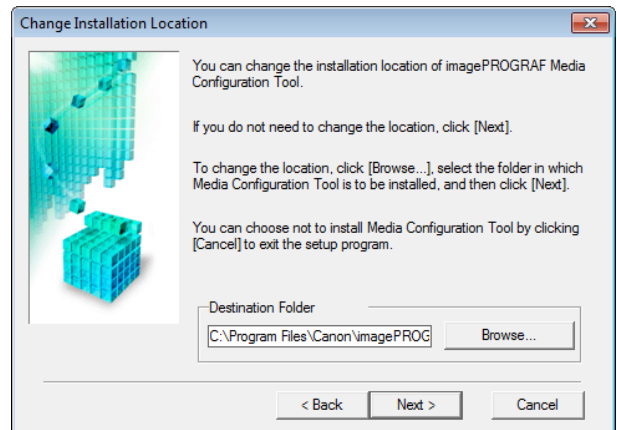 Change Installation Location
You can change the installation location of imagePROGRAF Media
Configuration Tool.
If you do not need to change the location, click [Next].
To change the location, click [Browse...], select the folder in which
Media Configuration Tool is to be installed, and then click [Next].
You can choose not to install Media Configuration Tool by clicking
[Cancel] to exit the setup program.
Destination Folder
C:\Program Files\Canon\imagePROG
Browse...
< Back
Next >
Cancel